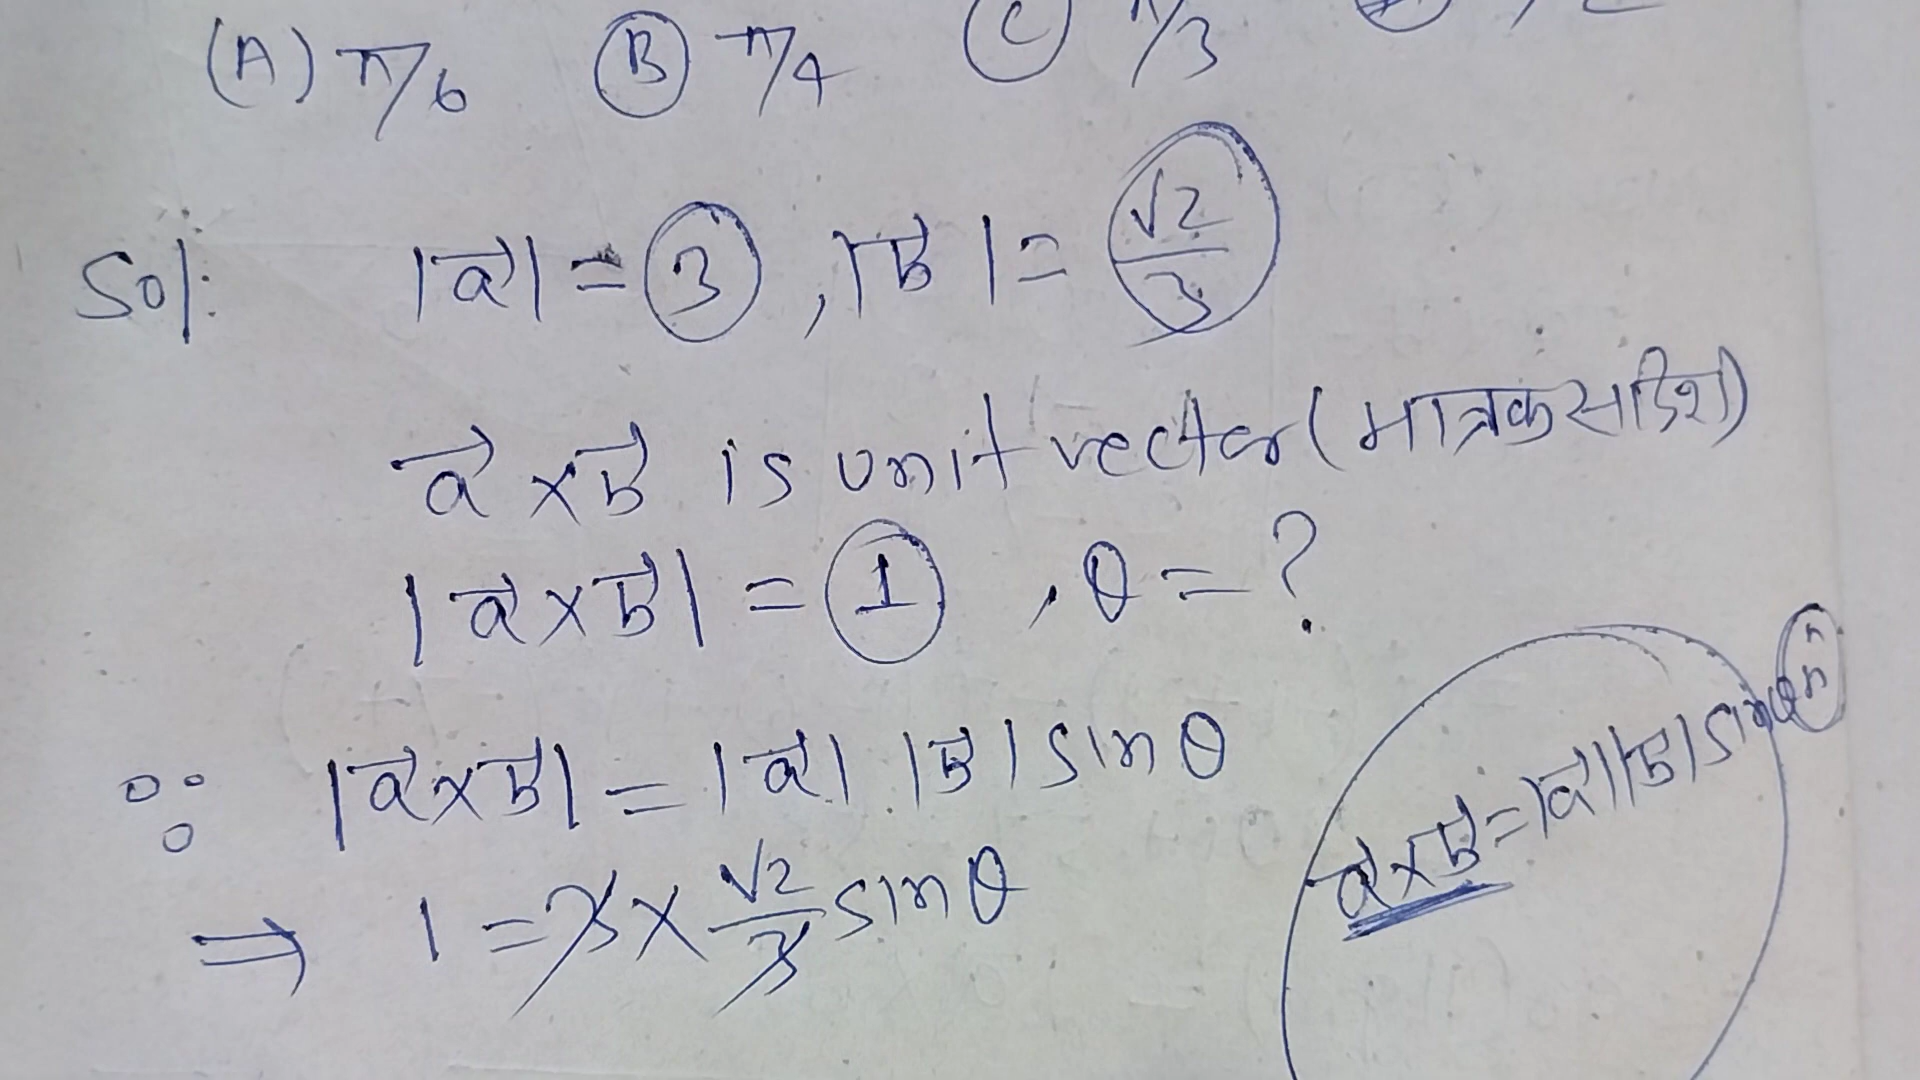 (A) π/6 (B) π/4 (C) π/3
Sol: |a⃗| = 3, |b⃗| = √2/3
a⃗ × b⃗ is unit vector (मात्रक सदिश)
|a⃗ × b⃗| = 1, θ = ?
∵ |a⃗ × b⃗| = |a⃗| |b⃗| sin θ
a⃗ × b⃗ = |a⃗| |b⃗| sin θ n̂
⇒ 1 = 3 × √2/3 sin θ